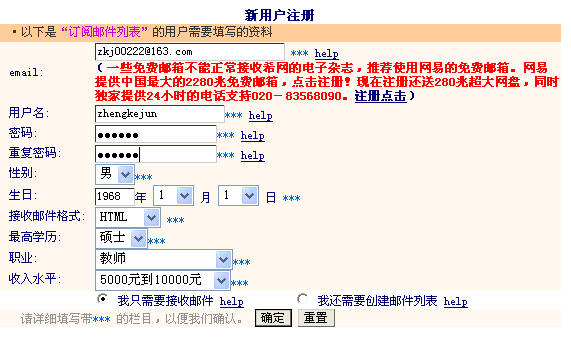 新用户注册
·以下是“订阅邮件列表”的用户需要填写的资料
email: zkj00222@163.com *** help
(一些免费邮箱不能正常接收希网的电子杂志，推荐使用网易的免费邮箱。网易
提供中国最大的2280兆免费邮箱，点击注册！现在注册还送280兆超大网盘，同时
独家提供24小时的电话支持020-83568090。注册点击)
用户名: zhengkejun *** help
密码: ●●●●●● *** help
重复密码: ●●●●●● *** help
性别: 男 ***
生日: 1968 年 1 月 1 日 ***
接收邮件格式: HTML ***
最高学历: 硕士 ***
职业: 教师 ***
收入水平: 5000元到10000元 ***
我只需要接收邮件 help 我还需要创建邮件列表 help
请详细填写带*** 的栏目，以便我们确认。 确定 重置